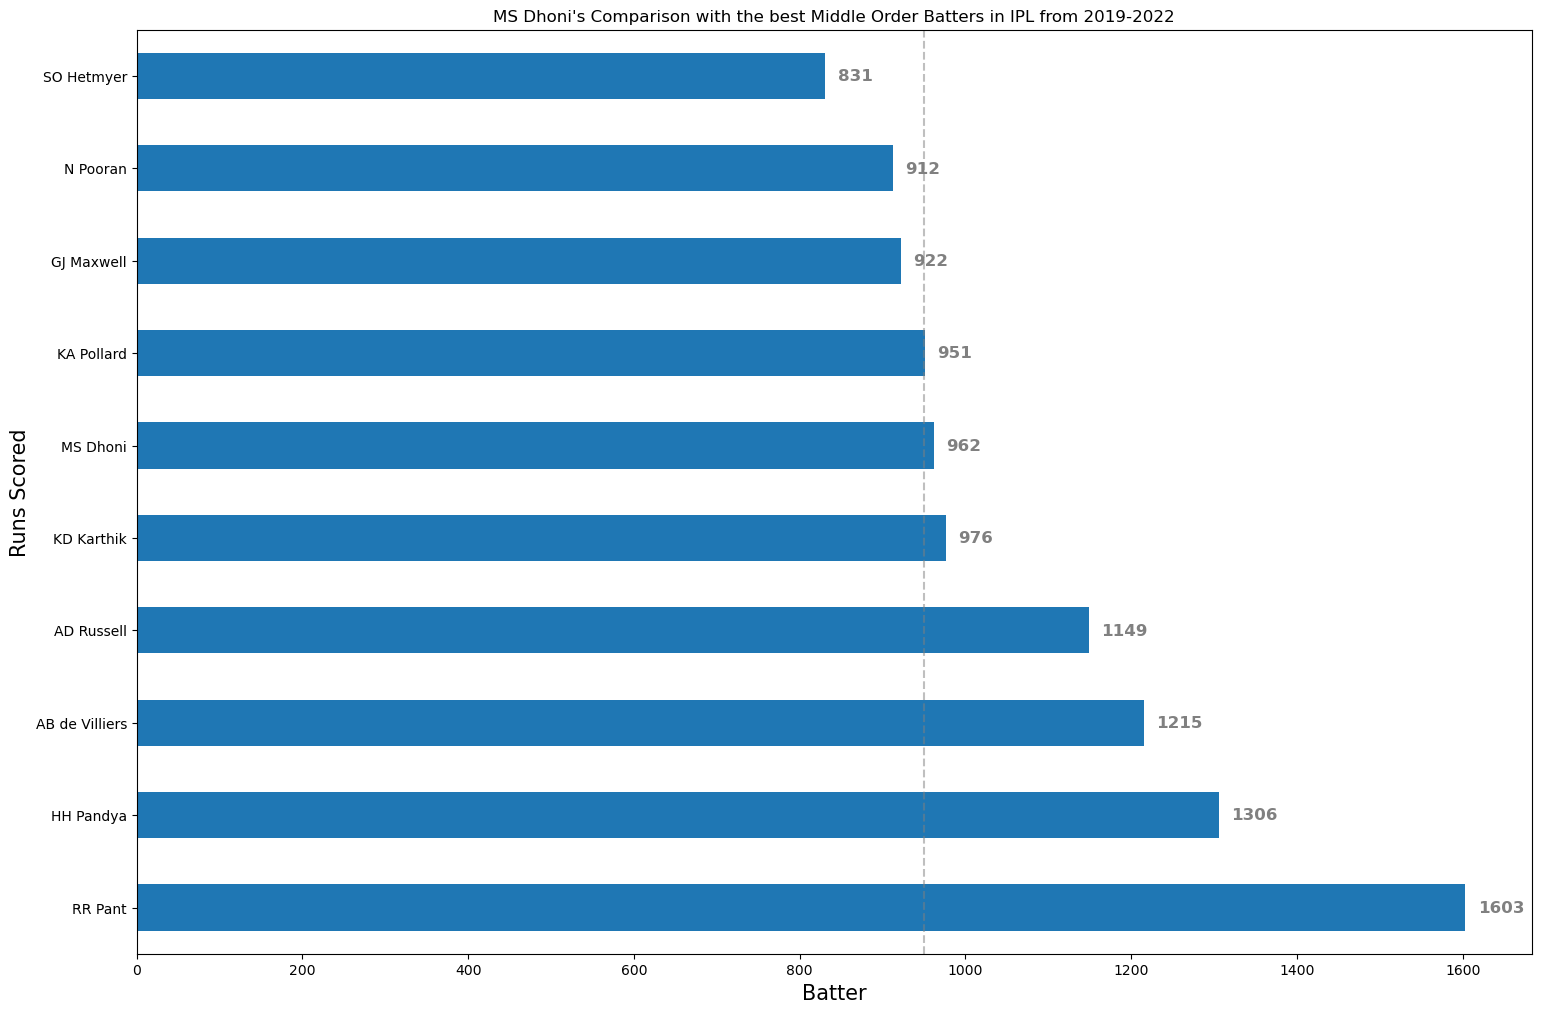 MS Dhoni's Comparison with the best Middle Order Batters in IPL from 2019-2022
SO Hetmyer 831
N Pooran 912
GJ Maxwell 922
KA Pollard 951
MS Dhoni 962
KD Karthik 976
AD Russell 1149
AB de Villiers 1215
HH Pandya 1306
RR Pant 1603
Runs Scored
0 200 400 600 800 1000 1200 1400 1600
Batter